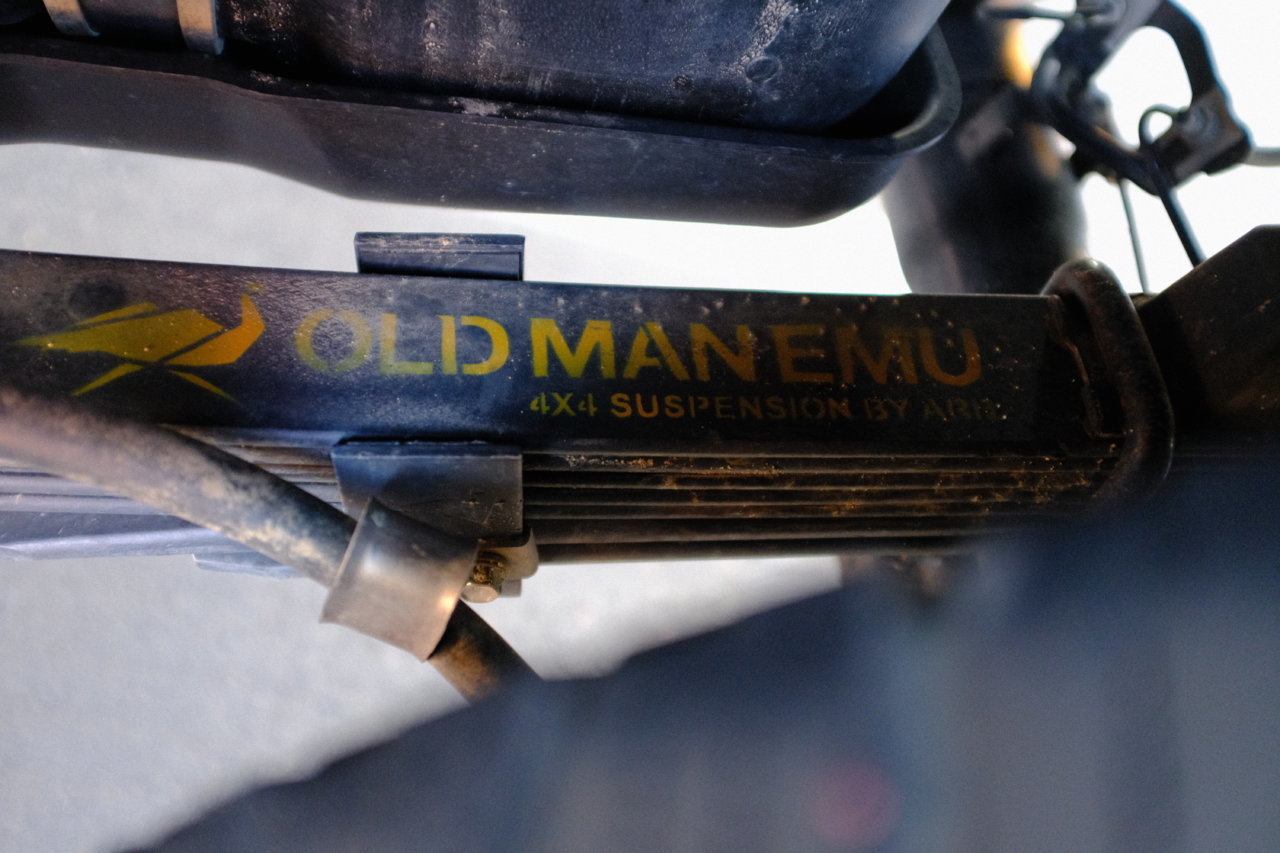 OLD MAN EMU
4X4 SUSPENSION BY ARB